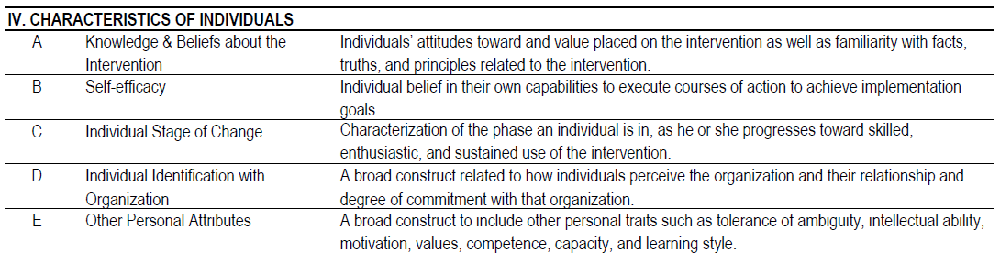 IV. CHARACTERISTICS OF INDIVIDUALS
A Knowledge & Beliefs about the Intervention Individuals’ attitudes toward and value placed on the intervention as well as familiarity with facts, truths, and principles related to the intervention.
B Self-efficacy Individual belief in their own capabilities to execute courses of action to achieve implementation goals.
C Individual Stage of Change Characterization of the phase an individual is in, as he or she progresses toward skilled, enthusiastic, and sustained use of the intervention.
D Individual Identification with Organization A broad construct related to how individuals perceive the organization and their relationship and degree of commitment with that organization.
E Other Personal Attributes A broad construct to include other personal traits such as tolerance of ambiguity, intellectual ability, motivation, values, competence, capacity, and learning style.